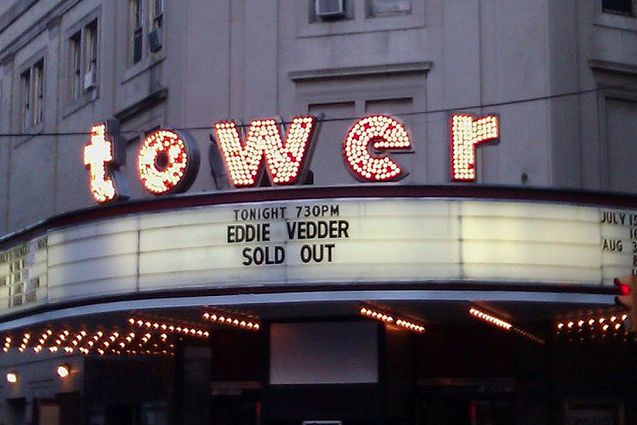 tower
TONIGHT 730PM
EDDIE VEDDER
SOLD OUT
JULY
AUG